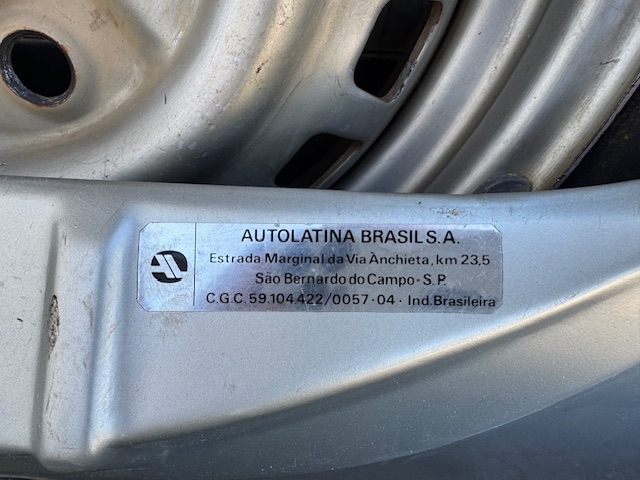 AUTOLATINA BRASIL S.A.
Estrada Marginal da Via Ànchieta, km 23,5
São Bernardo do Campo - S.P.
C.G.C. 59.104.422/0057-04 - Ind. Brasileira